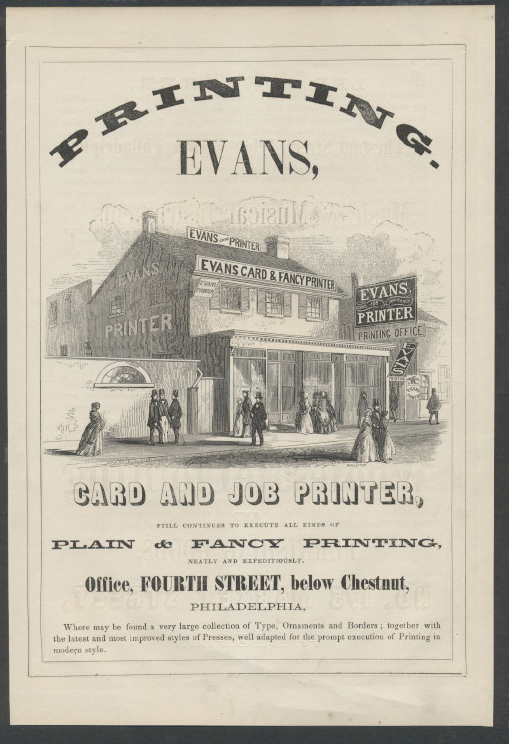 PRINTING.
EVANS,
EVANS CARD PRINTER
EVANS CARD & FANCY PRINTER
EVANS
PRINTER
EVANS
PRINTER
EVANS.
PRINTER
PRINTING OFFICE
CARD AND JOB PRINTER,
STILL CONTINUES TO EXECUTE ALL KINDS OF
PLAIN & FANCY PRINTING,
NEATLY AND EXPEDITIOUSLY.
Office, FOURTH STREET, below Chestnut,
PHILADELPHIA,
Where may be found a very large collection of Type, Ornaments and Borders; together with
the latest and most improved styles of Presses, well adapted for the prompt execution of Printing in
modern style.